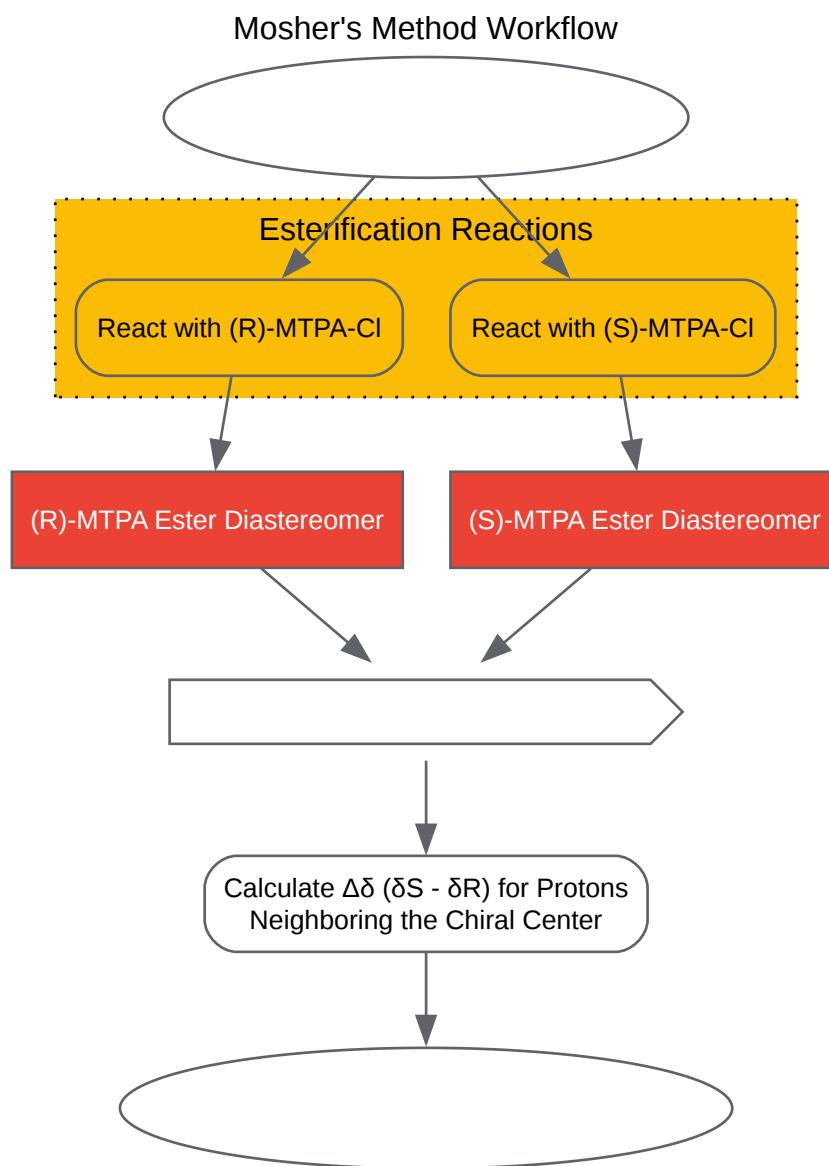 Mosher's Method Workflow
Esterification Reactions
React with (R)-MTPA-Cl
React with (S)-MTPA-Cl
(R)-MTPA Ester Diastereomer
(S)-MTPA Ester Diastereomer
Calculate Δδ (δS - δR) for Protons
Neighboring the Chiral Center